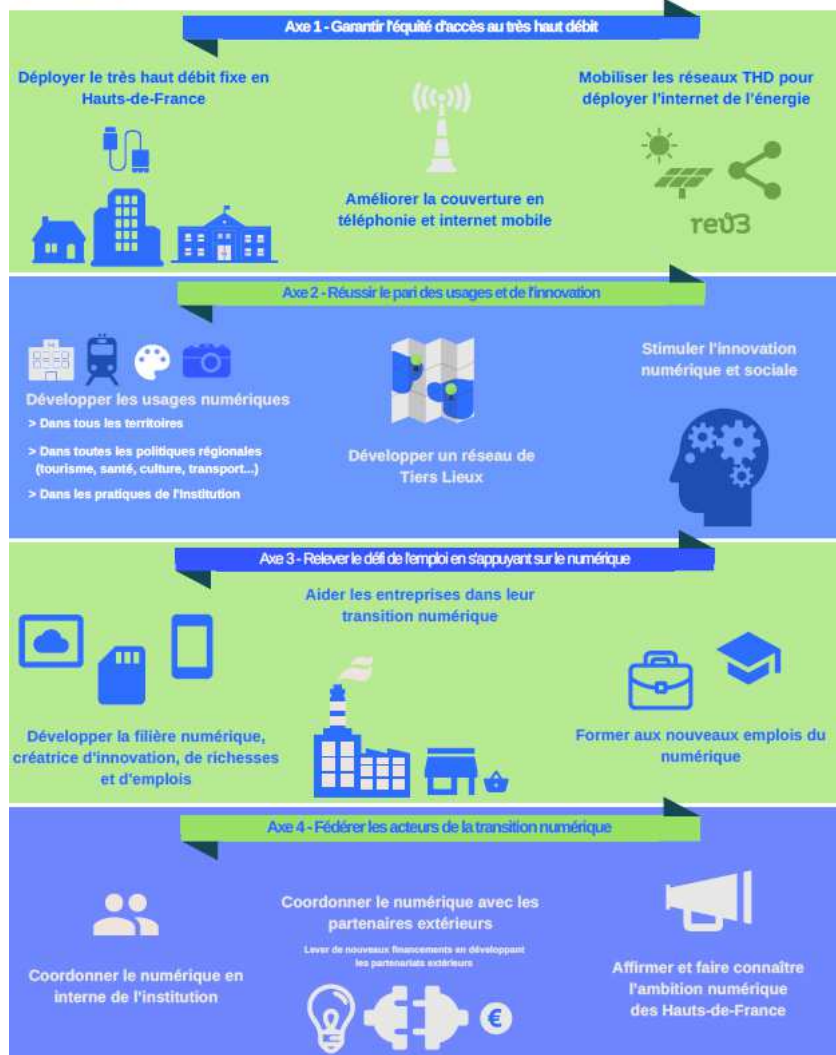 Axe 1 - Garantir l'équité d'accès au très haut débit
Déployer le très haut débit fixe en
Hauts-de-France
Améliorer la couverture en
téléphonie et internet mobile
Mobiliser les réseaux THD pour
déployer l'internet de l'énergie
rev3
Axe 2 - Réussir le pari des usages et de l'innovation
Développer les usages numériques
> Dans tous les territoires
> Dans toutes les politiques régionales
(tourisme, santé, culture, transport...)
> Dans les pratiques de l'Institution
Développer un réseau de
Tiers Lieux
Stimuler l'innovation
numérique et sociale
Axe 3 - Relever le défi de l'emploi en s'appuyant sur le numérique
Développer la filière numérique,
créatrice d'innovation, de richesses
et d'emplois
Aider les entreprises dans leur
transition numérique
Former aux nouveaux emplois du
numérique
Axe 4 - Fédérer les acteurs de la transition numérique
Coordonner le numérique en
interne de l'institution
Coordonner le numérique avec les
partenaires extérieurs
Lever de nouveaux financements en développant
les partenariats extérieurs
€
Affirmer et faire connaître
l'ambition numérique
des Hauts-de-France